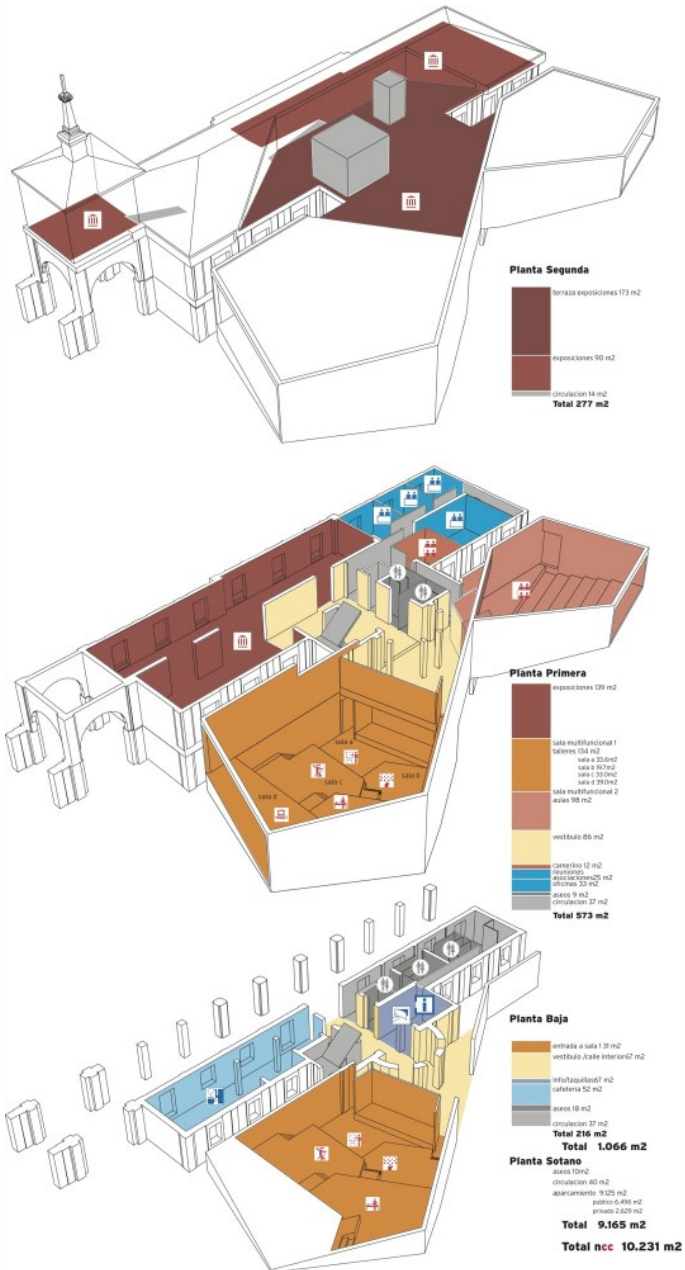 Planta Segunda
terraza exposiciones 173 m2
exposiciones 90 m2
circulacion 14 m2
Total 277 m2
sala a
sala b
sala c
sala d
Planta Primera
exposiciones 139 m2
sala multifuncional 1
talleres 134 m2
sala a 33.6m2
sala b 19.7m2
sala c 33.0m2
sala d 39.0m2
sala multifuncional 2
aulas 98 m2
vestibulo 86 m2
camerino 12 m2
reuniones
asociaciones25 m2
oficinas 33 m2
aseos 9 m2
circulacion 37 m2
Total 573 m2
Planta Baja
entrada a sala 1 31 m2
vestibulo /calle interior67 m2
Info/taquillas67 m2
cafeteria 52 m2
aseos 18 m2
circulacion 37 m2
Total 216 m2
Total 1.066 m2
Planta Sotano
aseos 10m2
circulacion 40 m2
aparcamiento 9.125 m2
publico 6.496 m2
privado 2.629 m2
Total 9.165 m2
Total ncc 10.231 m2